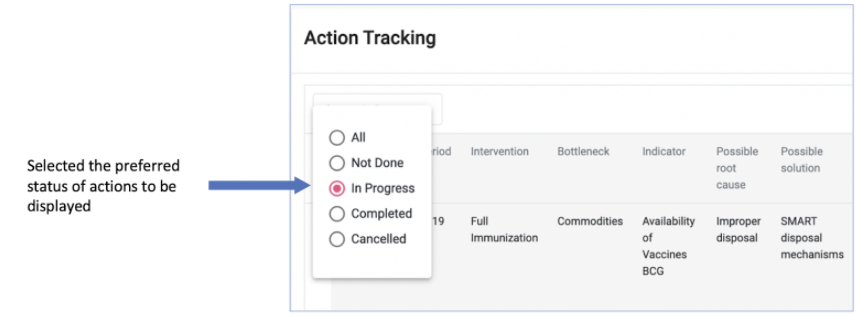 Action Tracking
Selected the preferred
status of actions to be
displayed
All
Not Done
In Progress
Completed
Cancelled
Intervention
Bottleneck
Indicator
Possible
root
cause
Possible
solution
19
Full
Immunization
Commodities
Availability
of
Vaccines
BCG
Improper
disposal
SMART
disposal
mechanisms